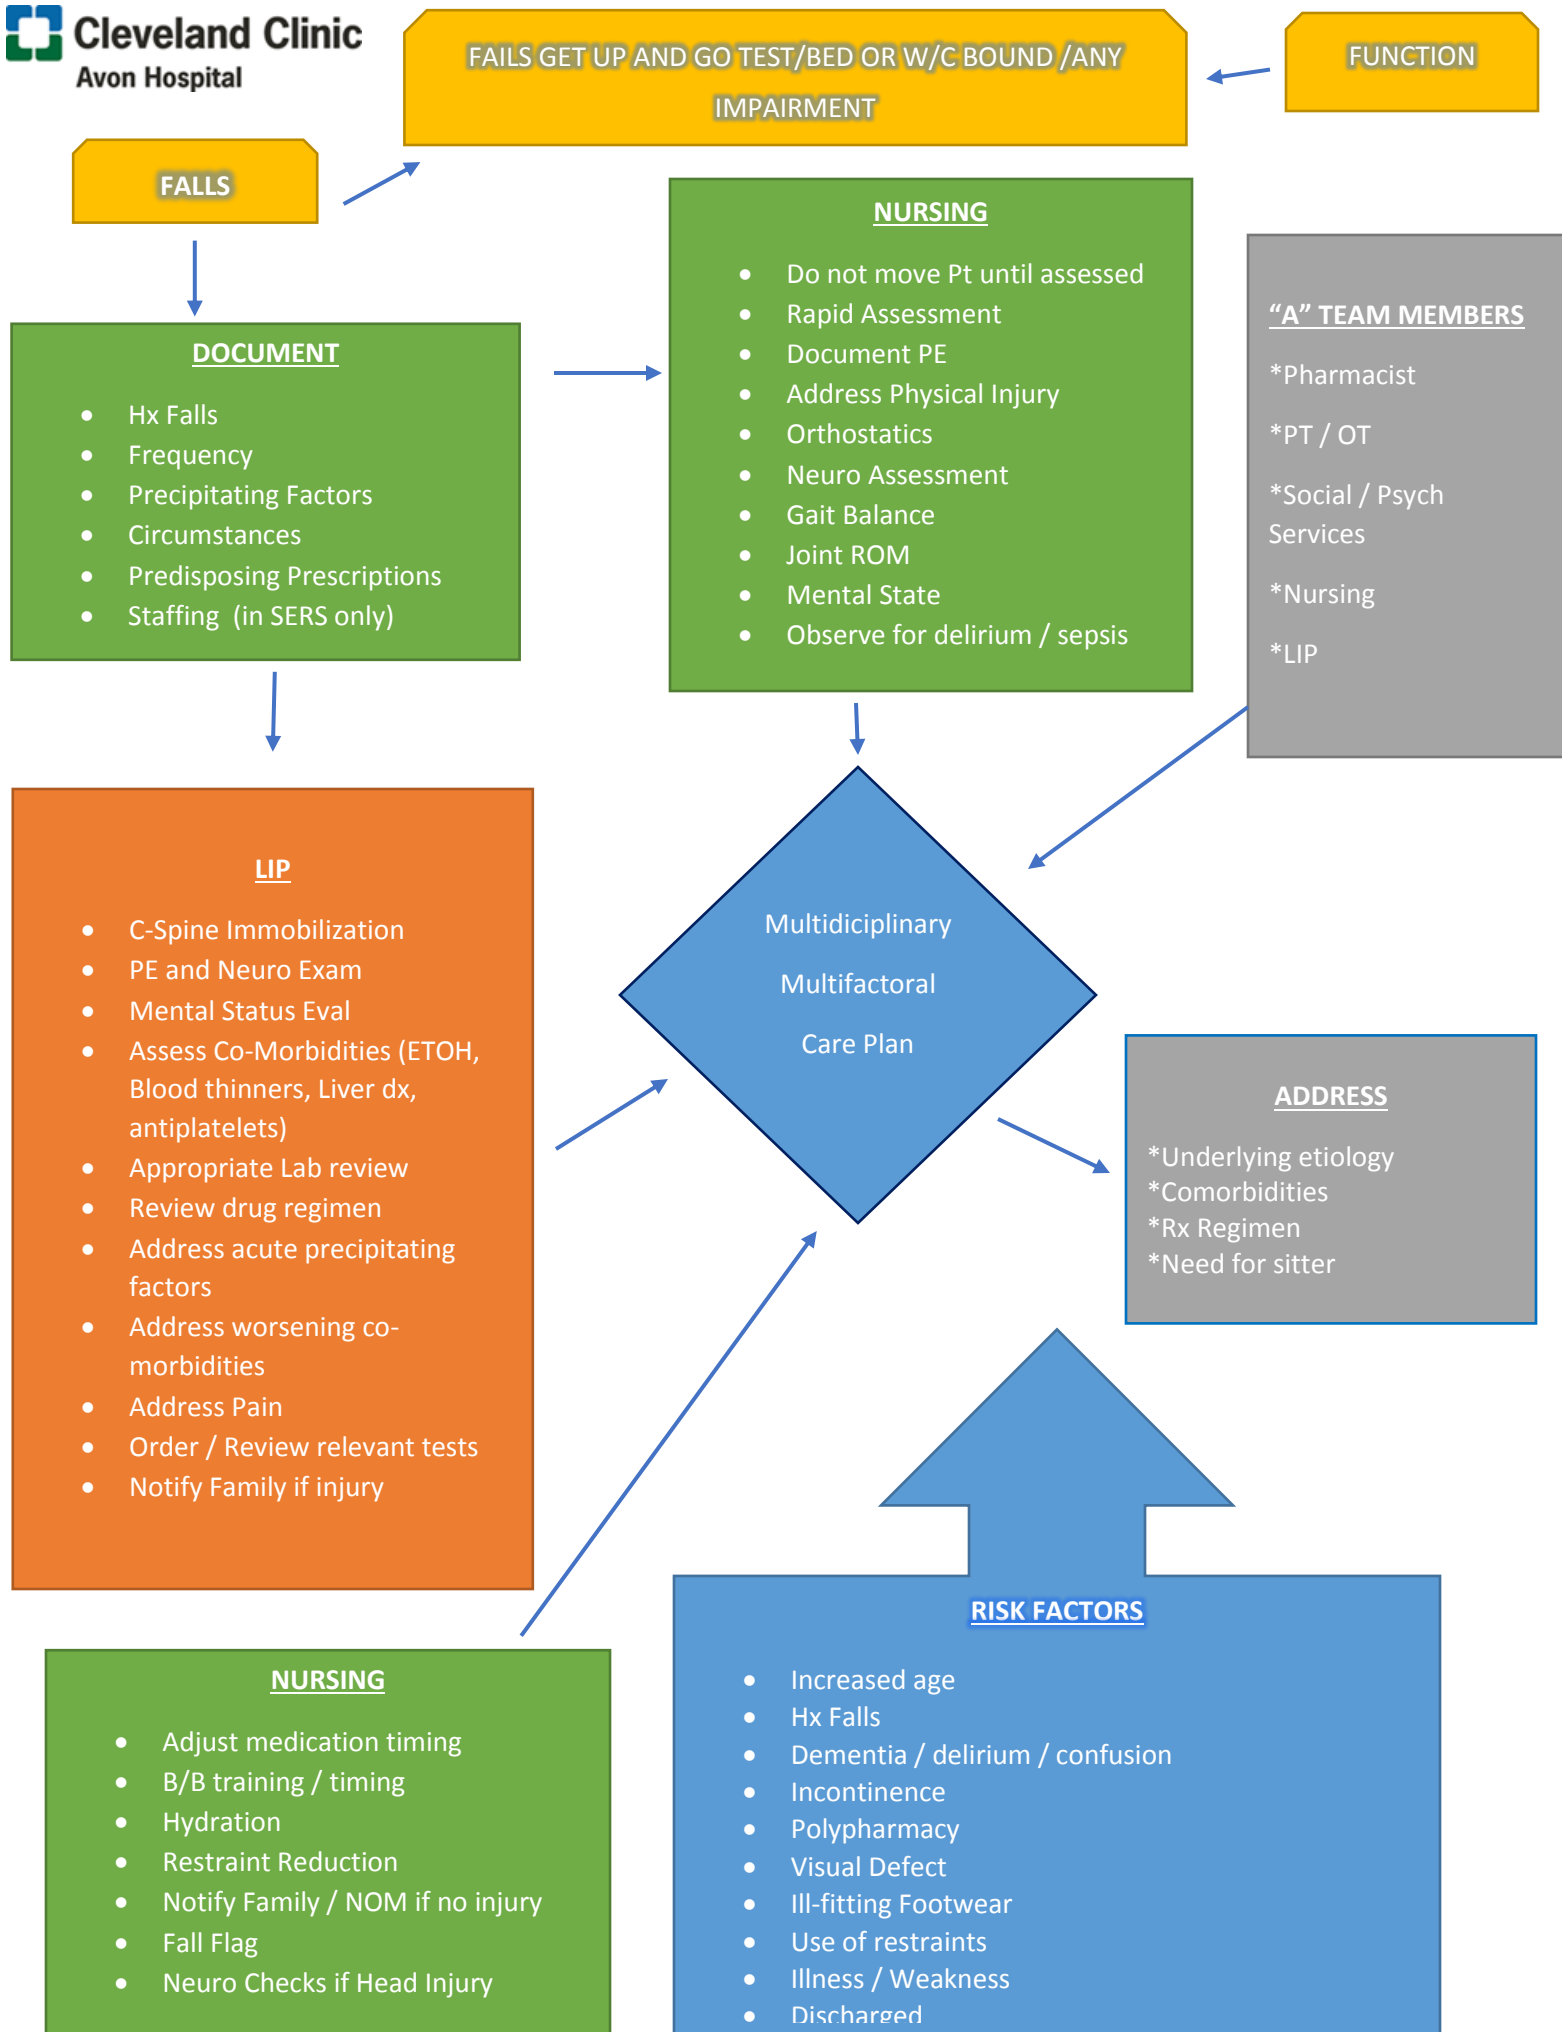 Cleveland Clinic
Avon Hospital
FAILS GET UP AND GO TEST/BED OR W/C BOUND /ANY
IMPAIRMENT
FUNCTION
FALLS
DOCUMENT
• Hx Falls
• Frequency
• Precipitating Factors
• Circumstances
• Predisposing Prescriptions
• Staffing (in SERS only)
NURSING
• Do not move Pt until assessed
• Rapid Assessment
• Document PE
• Address Physical Injury
• Orthostatics
• Neuro Assessment
• Gait Balance
• Joint ROM
• Mental State
• Observe for delirium / sepsis
“A” TEAM MEMBERS
*Pharmacist
*PT / OT
*Social / Psych
Services
*Nursing
*LIP
LIP
• C-Spine Immobilization
• PE and Neuro Exam
• Mental Status Eval
• Assess Co-Morbidities (ETOH,
Blood thinners, Liver dx,
antiplatelets)
• Appropriate Lab review
• Review drug regimen
• Address acute precipitating
factors
• Address worsening co-
morbidities
• Address Pain
• Order / Review relevant tests
• Notify Family if injury
Multidiciplinary
Multifactoral
Care Plan
ADDRESS
*Underlying etiology
*Comorbidities
*Rx Regimen
*Need for sitter
NURSING
• Adjust medication timing
• B/B training / timing
• Hydration
• Restraint Reduction
• Notify Family / NOM if no injury
• Fall Flag
• Neuro Checks if Head Injury
RISK FACTORS
• Increased age
• Hx Falls
• Dementia / delirium / confusion
• Incontinence
• Polypharmacy
• Visual Defect
• Ill-fitting Footwear
• Use of restraints
• Illness / Weakness
• Discharged